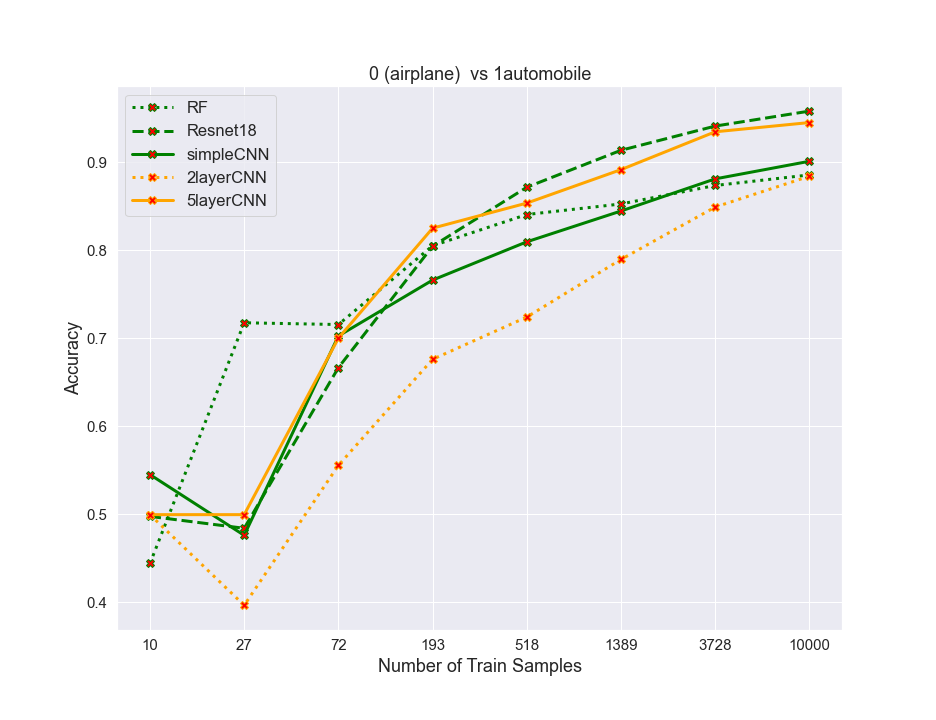 0 (airplane)  vs 1automobile
RF
Resnet18
simpleCNN
2layerCNN
5layerCNN
Accuracy
0.9
0.8
0.7
0.6
0.5
0.4
10 27 72 193 518 1389 3728 10000
Number of Train Samples